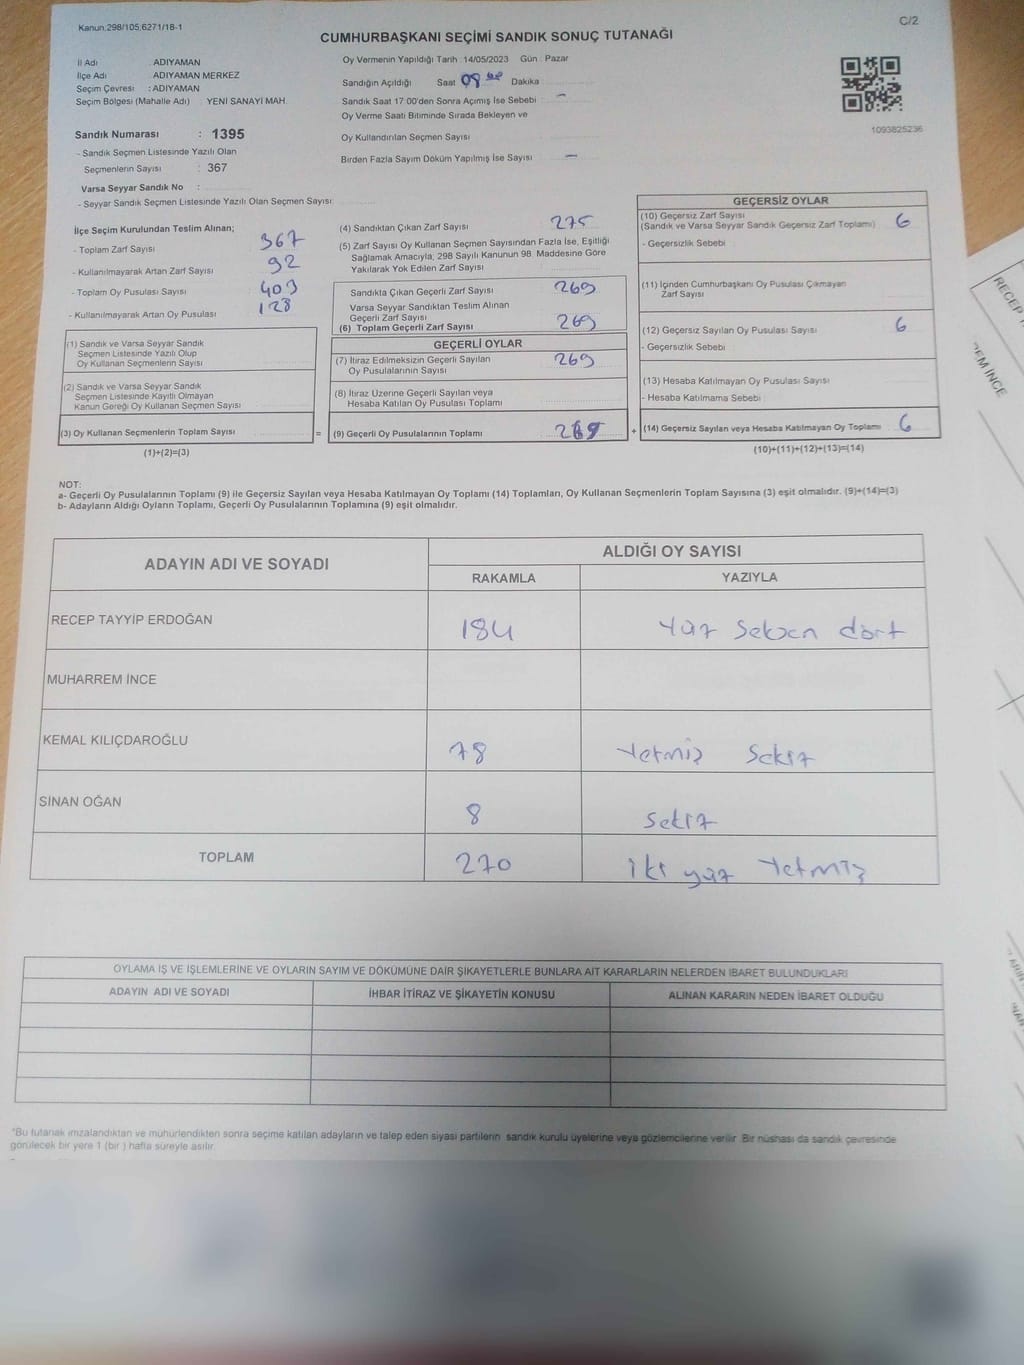 Kanun:298/105;6271/18-1
C/2
CUMHURBAŞKANI SEÇİMİ SANDIK SONUÇ TUTANAĞI
İl Adı : ADIYAMAN
İlçe Adı : ADIYAMAN MERKEZ
Seçim Çevresi : ADIYAMAN
Seçim Bölgesi (Mahalle Adı) : YENİ SANAYİ MAH.
Sandık Numarası : 1395
- Sandık Seçmen Listesinde Yazılı Olan
Seçmenlerin Sayısı : 367
Varsa Seyyar Sandık No :
- Seyyar Sandık Seçmen Listesinde Yazılı Olan Seçmen Sayısı:
Oy Vermenin Yapıldığı Tarih : 14/05/2023 Gün : Pazar
Sandığın Açıldığı Saat 08 00 Dakika
Sandık Saat 17:00'den Sonra Açımış İse Sebebi : -
Oy Verme Saati Bitiminde Sırada Bekleyen ve
Oy Kullandırılan Seçmen Sayısı
Birden Fazla Sayım Döküm Yapılmış İse Sayısı -
1093825236
İlçe Seçim Kurulundan Teslim Alınan;
- Toplam Zarf Sayısı 367
- Kullanılmayarak Artan Zarf Sayısı 92
- Toplam Oy Pusulası Sayısı 403
- Kullanılmayarak Artan Oy Pusulası 128
(1) Sandık ve Varsa Seyyar Sandık
Seçmen Listesinde Yazılı Olup
Oy Kullanan Seçmenlerin Sayısı
(2) Sandık ve Varsa Seyyar Sandık
Seçmen Listesinde Kayıtlı Olmayan
Kanun Gereği Oy Kullanan Seçmen Sayısı
(3) Oy Kullanan Seçmenlerin Toplam Sayısı =
(1)+(2)=(3)
(4) Sandıktan Çıkan Zarf Sayısı 275
(5) Zarf Sayısı Oy Kullanan Seçmen Sayısından Fazla İse, Eşitliği
Sağlamak Amacıyla; 298 Sayılı Kanunun 98. Maddesine Göre
Yakılarak Yok Edilen Zarf Sayısı
Sandıkta Çıkan Geçerli Zarf Sayısı 269
Varsa Seyyar Sandıktan Teslim Alınan
Geçerli Zarf Sayısı
(6) Toplam Geçerli Zarf Sayısı 269
GEÇERLİ OYLAR
(7) İtiraz Edilmeksizin Geçerli Sayılan
Oy Pusulalarının Sayısı 269
(8) İtiraz Üzerine Geçerli Sayılan veya
Hesaba Katılan Oy Pusulası Toplamı
(9) Geçerli Oy Pusulalarının Toplamı 269 +
GEÇERSİZ OYLAR
(10) Geçersiz Zarf Sayısı
(Sandık ve Varsa Seyyar Sandık Geçersiz Zarf Toplamı) 6
- Geçersizlik Sebebi :
(11) İçinden Cumhurbaşkanı Oy Pusulası Çıkmayan
Zarf Sayısı
(12) Geçersiz Sayılan Oy Pusulası Sayısı 6
- Geçersizlik Sebebi :
(13) Hesaba Katılmayan Oy Pusulası Sayısı
- Hesaba Katılmama Sebebi :
(14) Geçersiz Sayılan veya Hesaba Katılmayan Oy Toplamı 6
(10)+(11)+(12)+(13)=(14)
NOT:
a- Geçerli Oy Pusulalarının Toplamı (9) ile Geçersiz Sayılan veya Hesaba Katılmayan Oy Toplamı (14) Toplamları, Oy Kullanan Seçmenlerin Toplam Sayısına (3) eşit olmalıdır. (9)+(14)=(3)
b- Adayların Aldığı Oyların Toplamı, Geçerli Oy Pusulalarının Toplamına (9) eşit olmalıdır.
ADAYIN ADI VE SOYADI ALDIĞI OY SAYISI
RAKAMLA YAZIYLA
RECEP TAYYİP ERDOĞAN 184 Yüz Seksen dört
MUHARREM İNCE
KEMAL KILIÇDAROĞLU 78 Yetmiş Sekiz
SİNAN OĞAN 8 Sekiz
TOPLAM 270 iki yüz Yetmiş
OYLAMA İŞ VE İŞLEMLERİNE VE OYLARIN SAYIM VE DÖKÜMÜNE DAİR ŞİKAYETLERLE BUNLARA AİT KARARLARIN NELERDEN İBARET BULUNDUKLARI
ADAYIN ADI VE SOYADI İHBAR İTİRAZ VE ŞİKAYETİN KONUSU ALINAN KARARIN NEDEN İBARET OLDUĞU
*Bu tutanak imzalandıktan ve mühürlendikten sonra seçime katılan adayların ve talep eden siyasi partilerin sandık kurulu üyelerine veya gözlemcilerine verilir. Bir nüshası da sandık çevresinde
görülecek bir yere 1 (bir) hafta süreyle asılır.
RECEP
REM İNCE